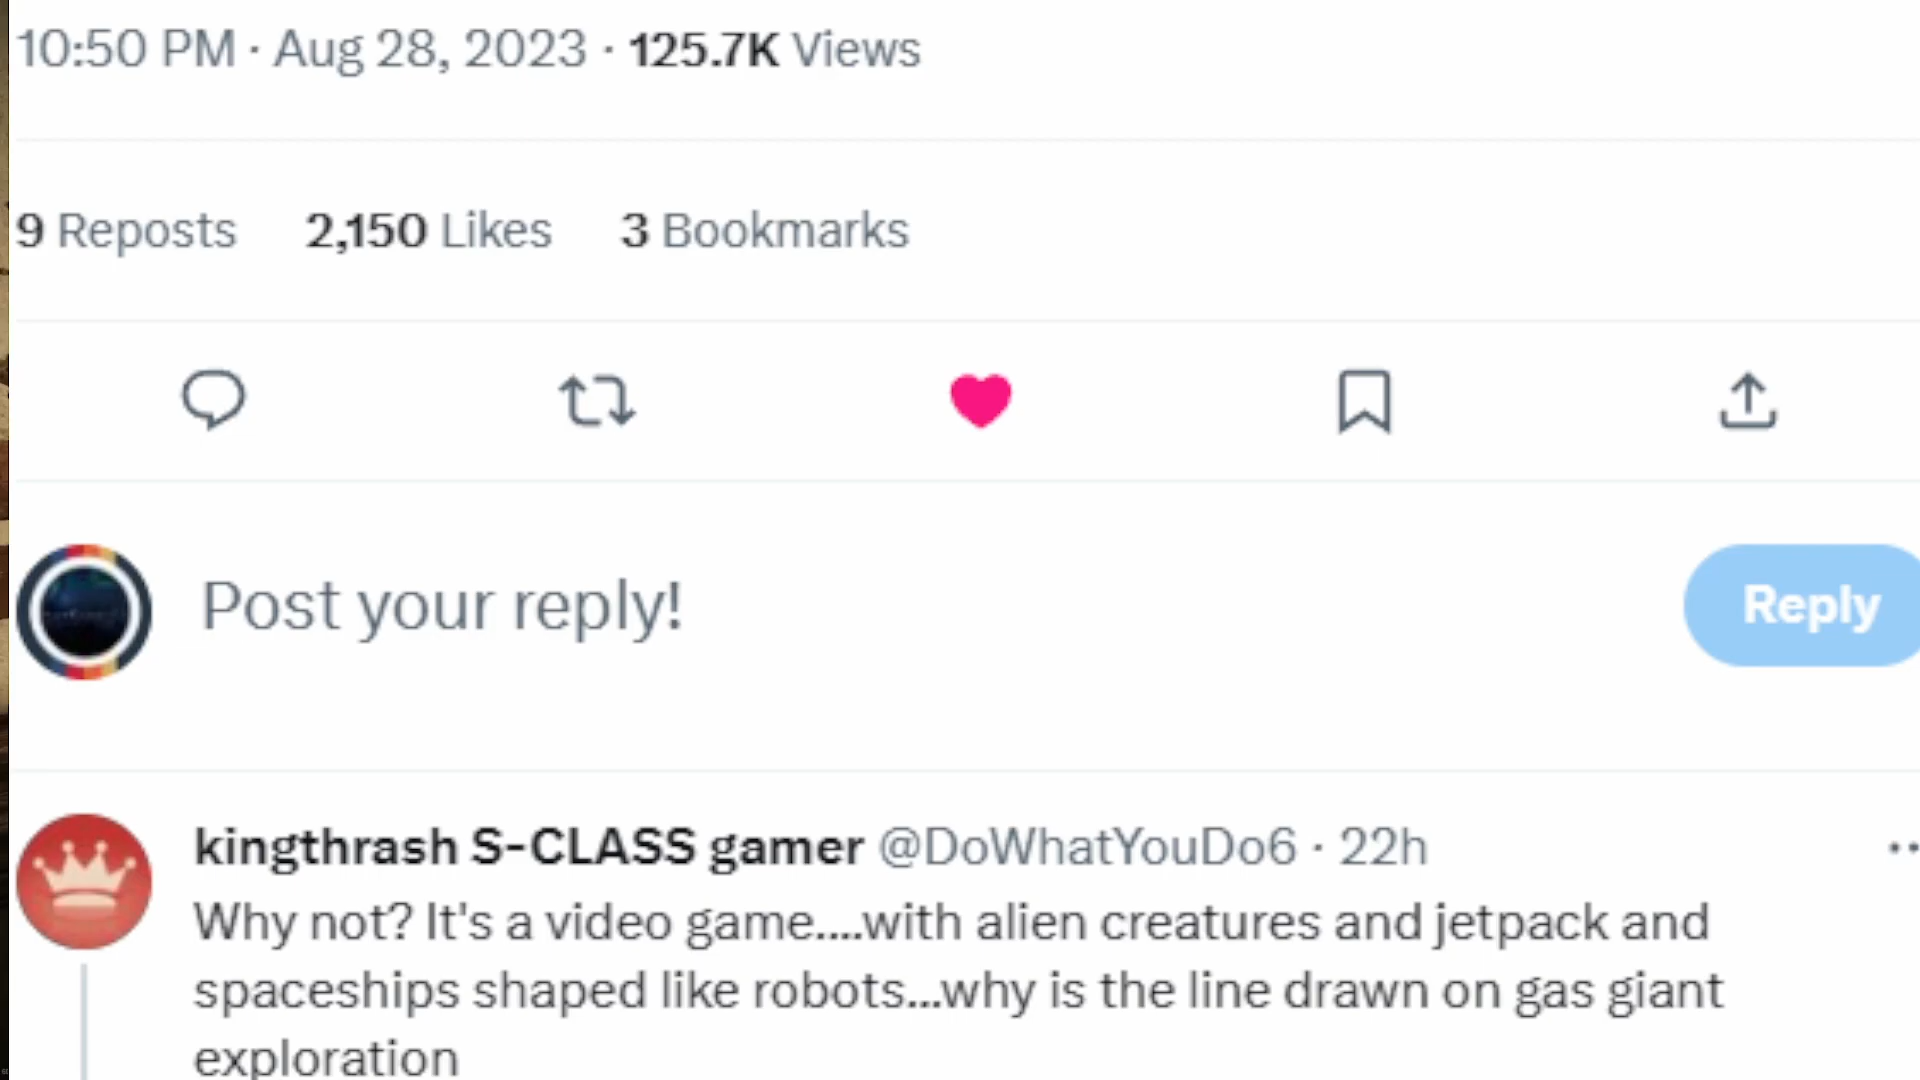 10:50 PM · Aug 28, 2023 · 125.7K Views
9 Reposts 2,150 Likes 3 Bookmarks
Post your reply!
Reply
kingthrash S-CLASS gamer @DoWhatYouDo6 · 22h
Why not? It's a video game....with alien creatures and jetpack and
spaceships shaped like robots...why is the line drawn on gas giant
exploration